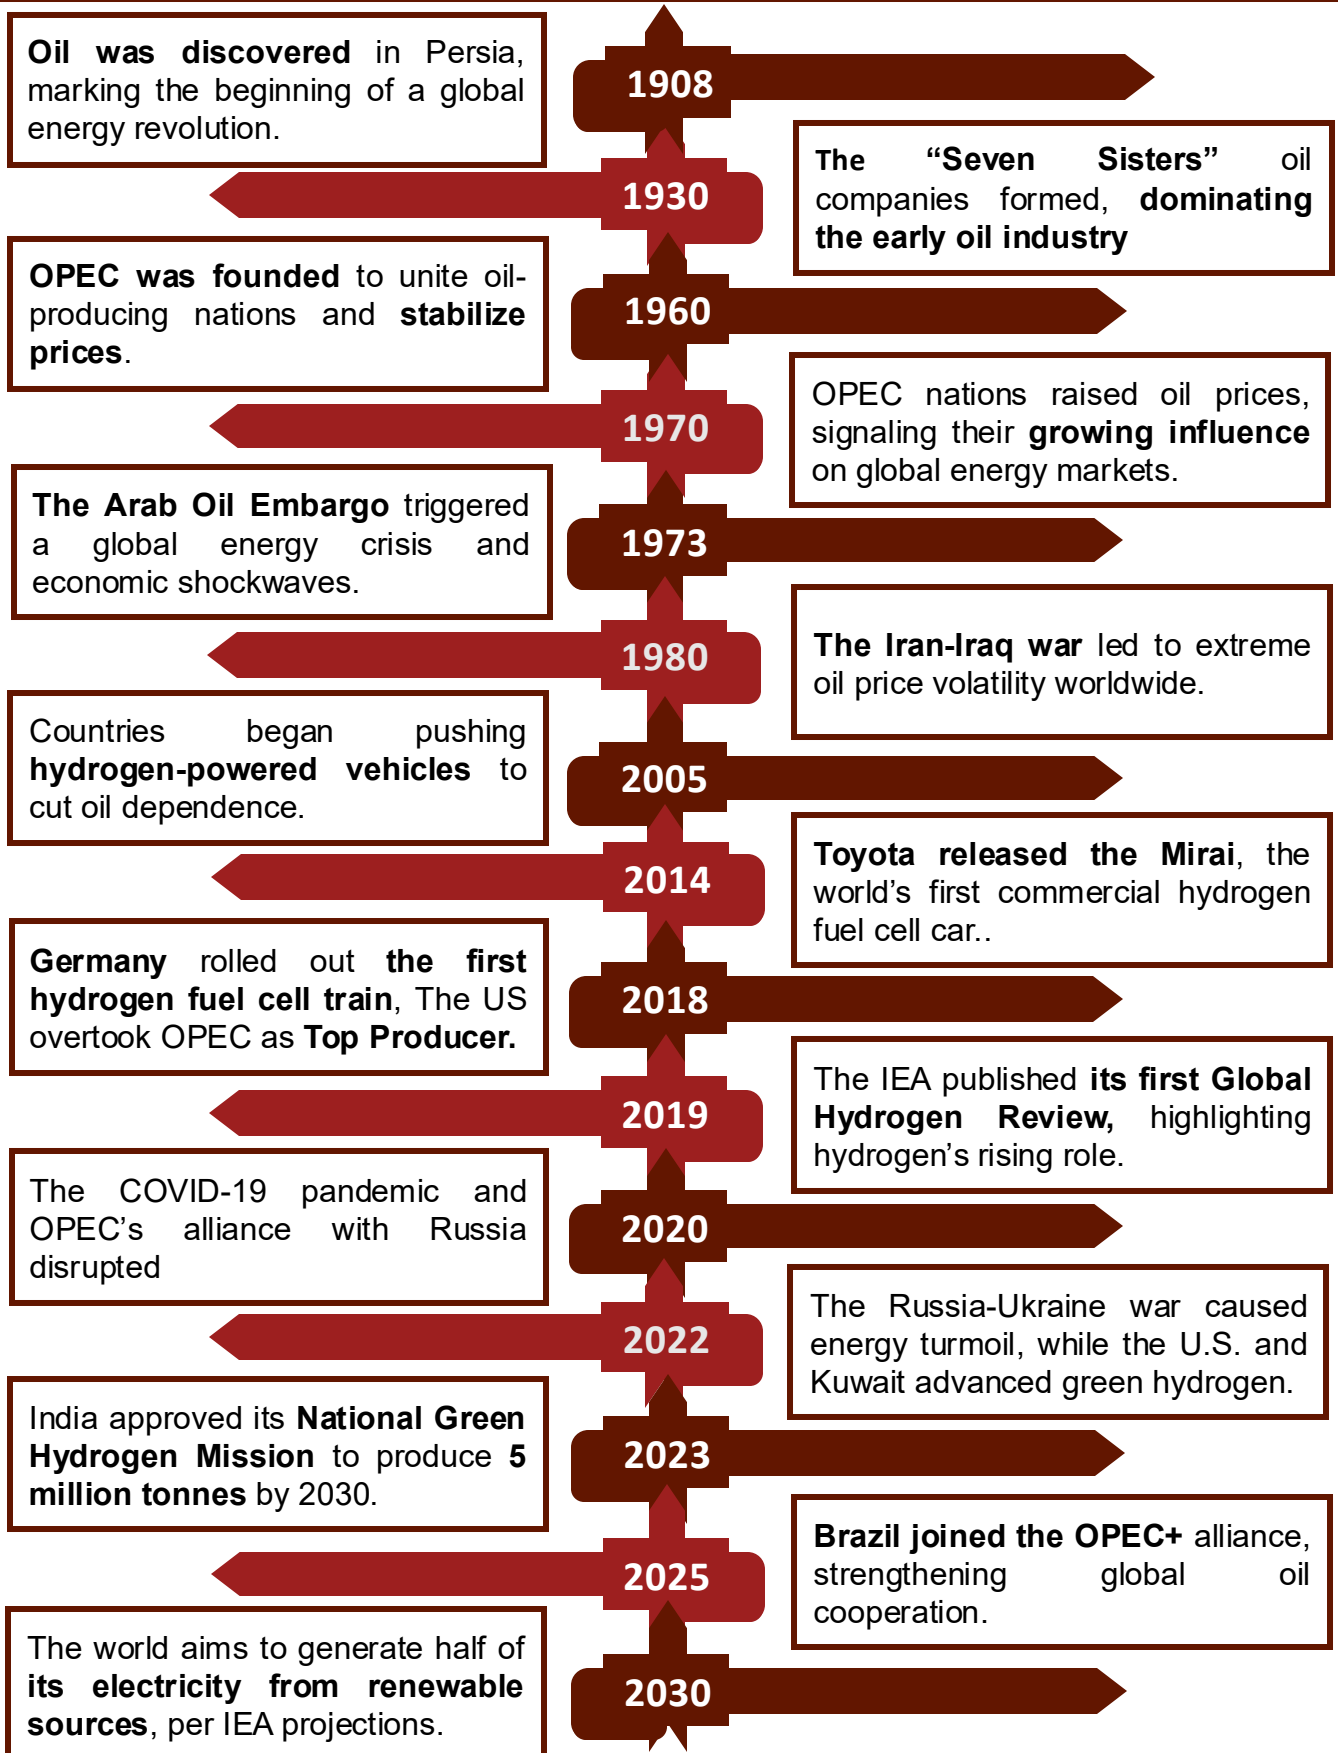 Oil was discovered in Persia,
marking the beginning of a global
energy revolution.
1908
The “Seven Sisters” oil
companies formed, dominating
the early oil industry
1930
OPEC was founded to unite oil-
producing nations and stabilize
prices.
1960
OPEC nations raised oil prices,
signaling their growing influence
on global energy markets.
1970
The Arab Oil Embargo triggered
a global energy crisis and
economic shockwaves.
1973
The Iran-Iraq war led to extreme
oil price volatility worldwide.
1980
Countries began pushing
hydrogen-powered vehicles to
cut oil dependence.
2005
Toyota released the Mirai, the
world’s first commercial hydrogen
fuel cell car..
2014
Germany rolled out the first
hydrogen fuel cell train, The US
overtook OPEC as Top Producer.
2018
The IEA published its first Global
Hydrogen Review, highlighting
hydrogen’s rising role.
2019
The COVID-19 pandemic and
OPEC’s alliance with Russia
disrupted
2020
The Russia-Ukraine war caused
energy turmoil, while the U.S. and
Kuwait advanced green hydrogen.
2022
India approved its National Green
Hydrogen Mission to produce 5
million tonnes by 2030.
2023
Brazil joined the OPEC+ alliance,
strengthening global oil
cooperation.
2025
The world aims to generate half of
its electricity from renewable
sources, per IEA projections.
2030